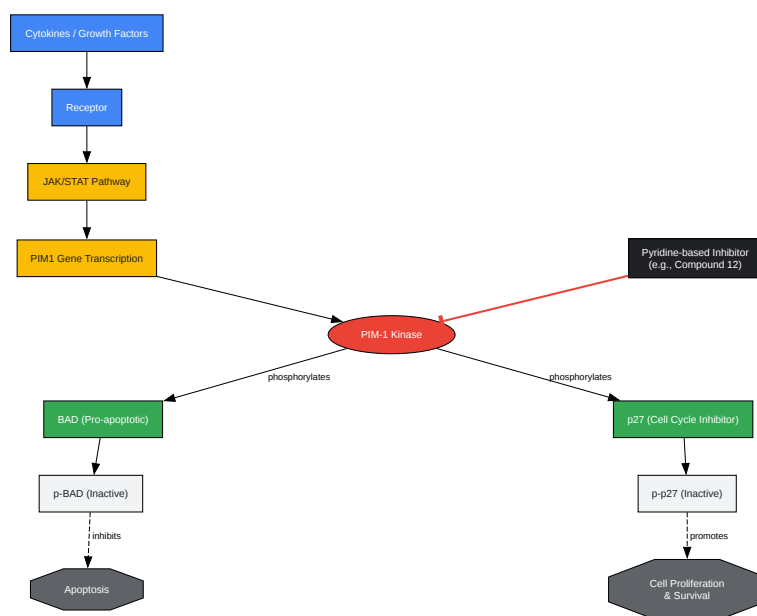 Cytokines / Growth Factors
Receptor
JAK/STAT Pathway
PIM1 Gene Transcription
Pyridine-based Inhibitor
(e.g., Compound 12)
PIM-1 Kinase
phosphorylates
phosphorylates
BAD (Pro-apoptotic)
p27 (Cell Cycle Inhibitor)
p-BAD (Inactive)
p-p27 (Inactive)
inhibits
promotes
Apoptosis
Cell Proliferation
& Survival